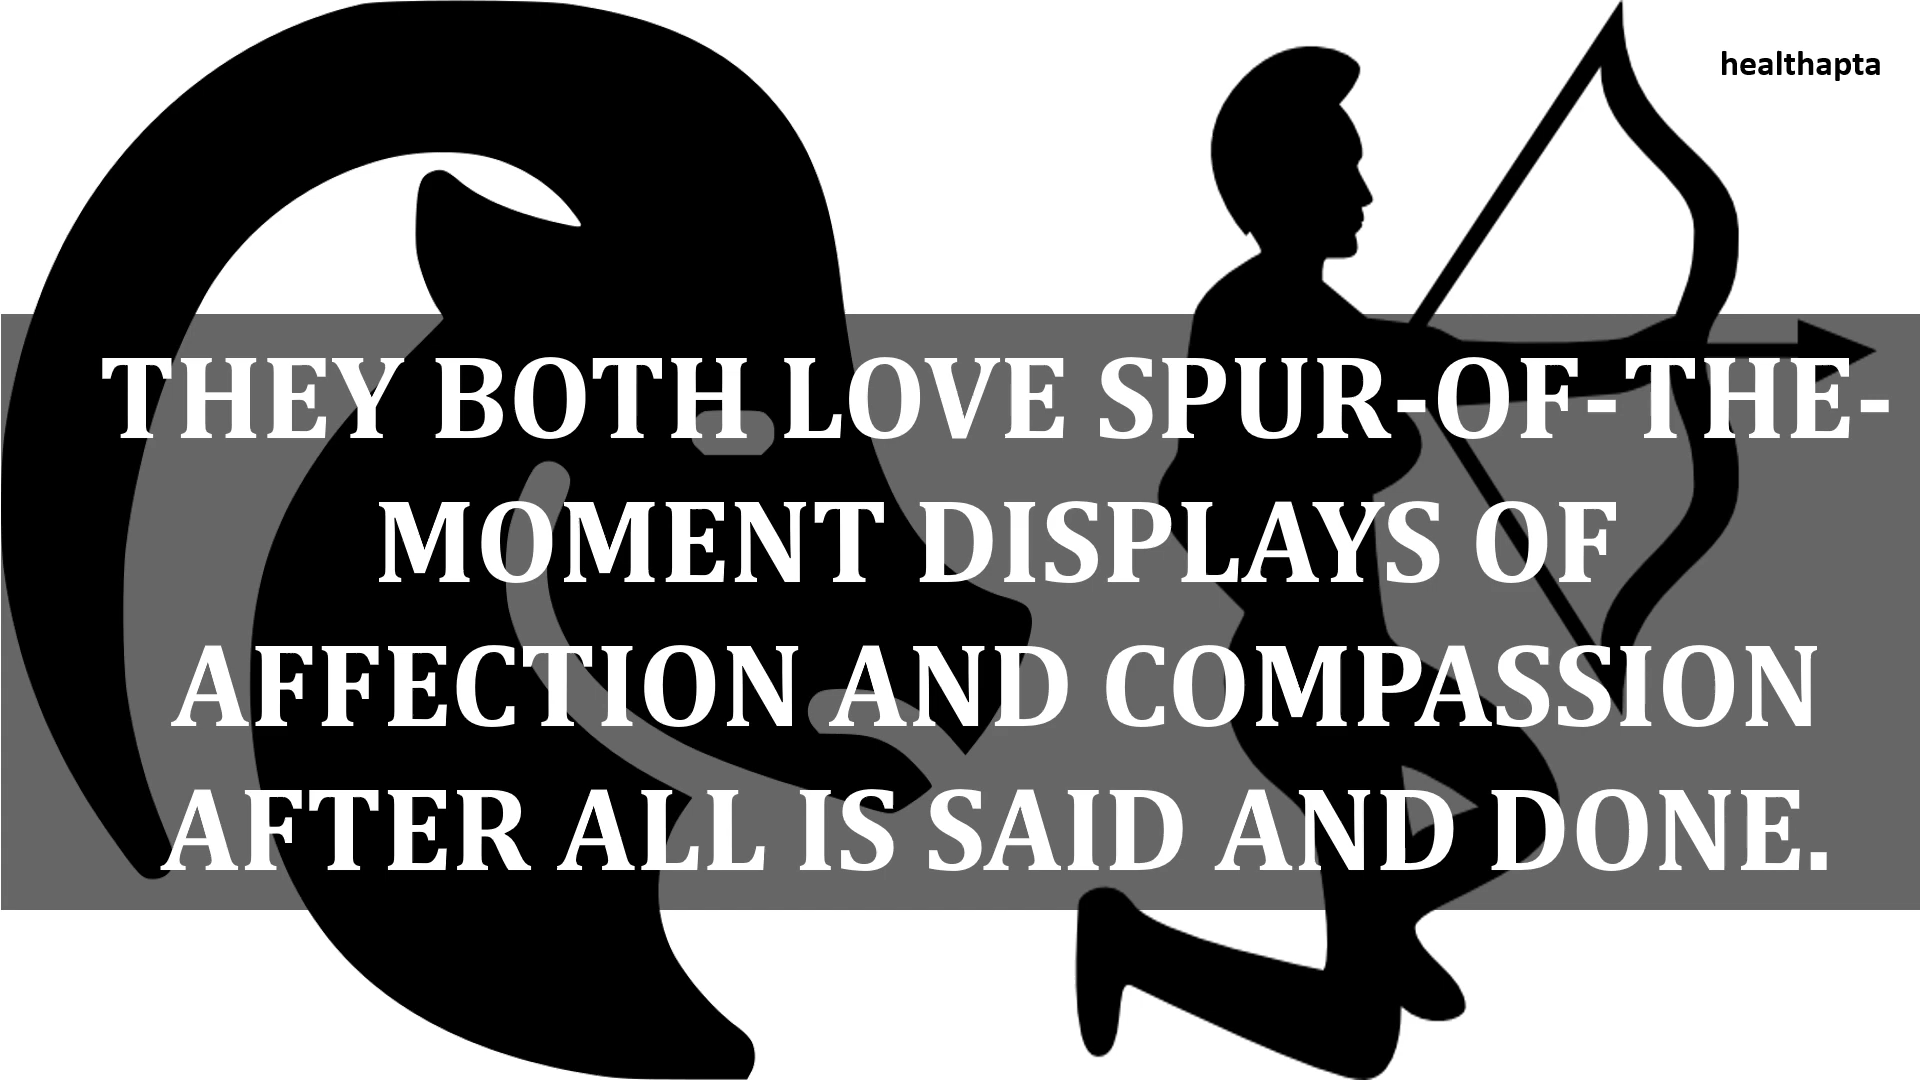 healthapta
THEY BOTH LOVE SPUR-OF-THE-
MOMENT DISPLAYS OF
AFFECTION AND COMPASSION
AFTER ALL IS SAID AND DONE.